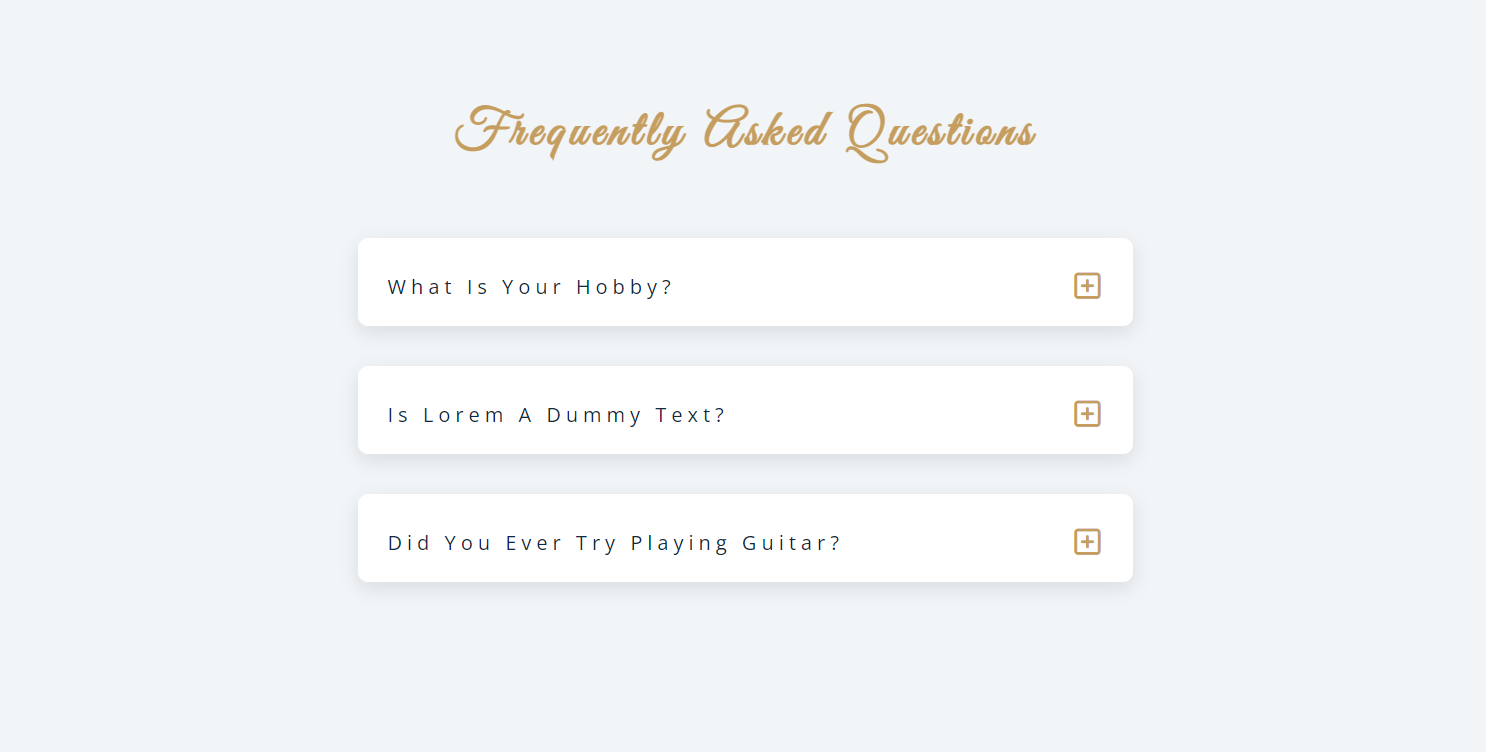 Frequently Asked Questions
What Is Your Hobby?
Is Lorem A Dummy Text?
Did You Ever Try Playing Guitar?